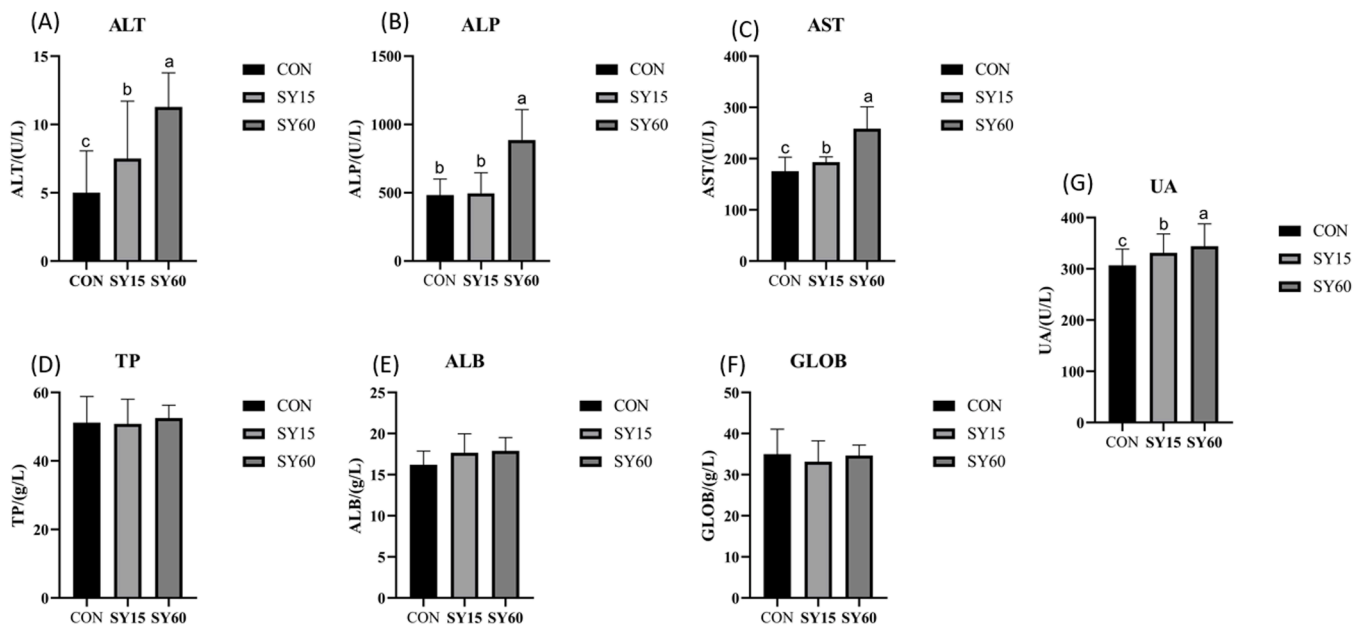 (A) ALT
ALT/(U/L)
15
10
5
0
c
b
a
CON
SY15
SY60
CON SY15 SY60
(B) ALP
ALP/(U/L)
1500
1000
500
0
b
b
a
CON
SY15
SY60
CON SY15 SY60
(C) AST
AST/(U/L)
400
300
200
100
0
c
b
a
CON
SY15
SY60
CON SY15 SY60
(D) TP
TP/(g/L)
60
40
20
0
CON
SY15
SY60
CON SY15 SY60
(E) ALB
ALB/(g/L)
25
20
15
10
5
0
CON
SY15
SY60
CON SY15 SY60
(F) GLOB
GLOB/(g/L)
50
40
30
20
10
0
CON
SY15
SY60
CON SY15 SY60
(G) UA
UA/(U/L)
400
300
300
100
0
c
b
a
CON
SY15
SY60
CON SY15 SY60